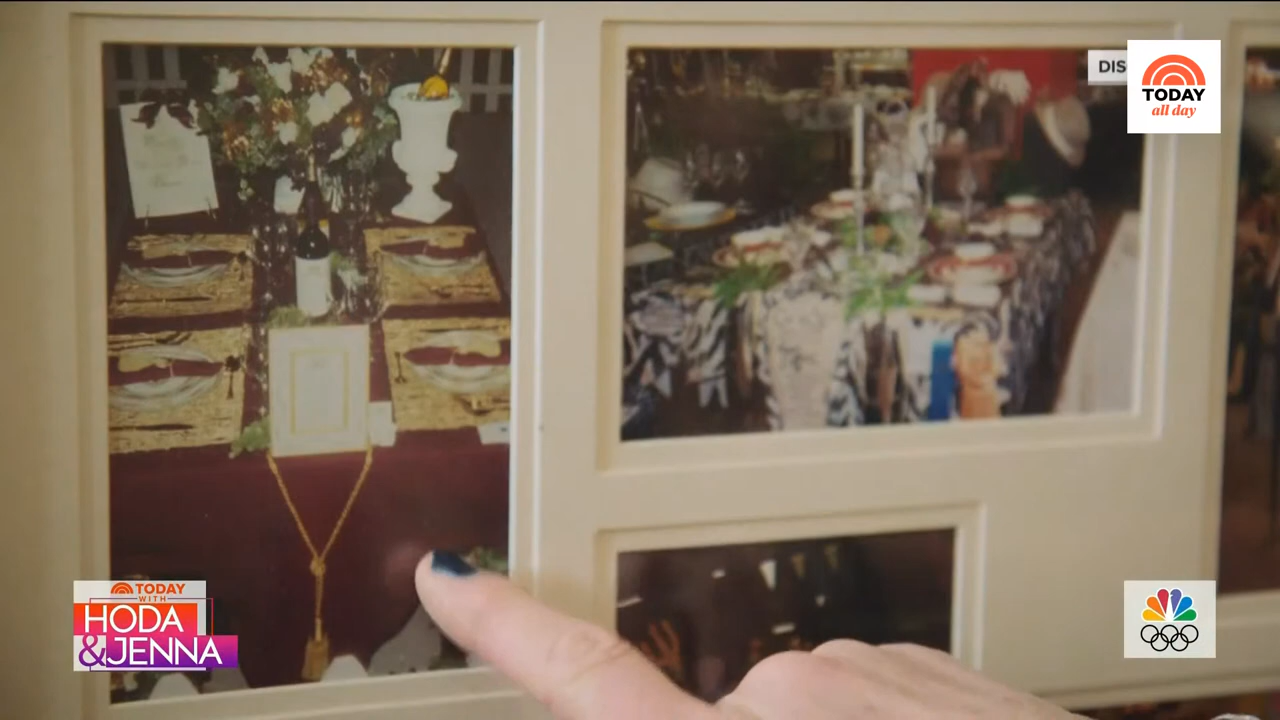 DIS
TODAY
all day
TODAY
WITH
HODA
& JENNA